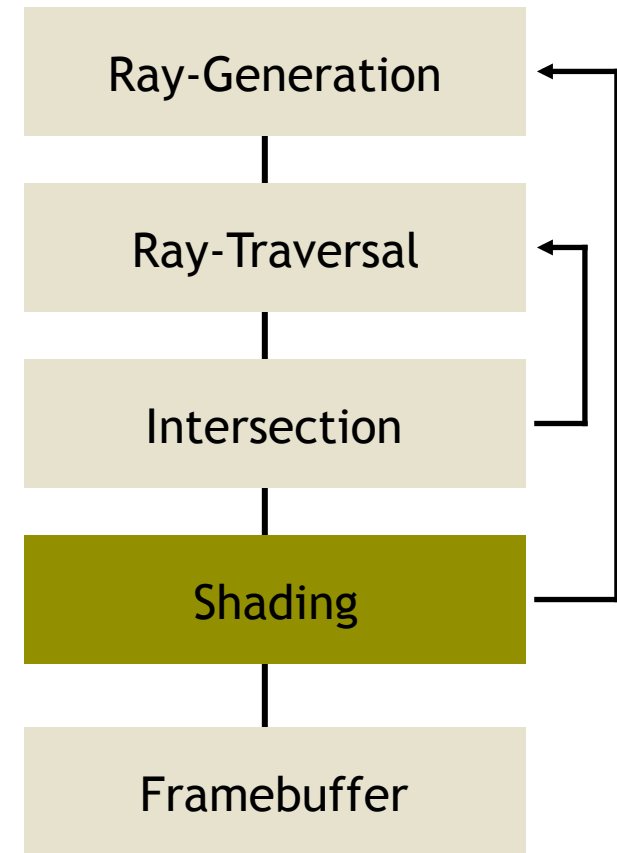 Ray-Generation
Ray-Traversal
Intersection
Shading
Framebuffer